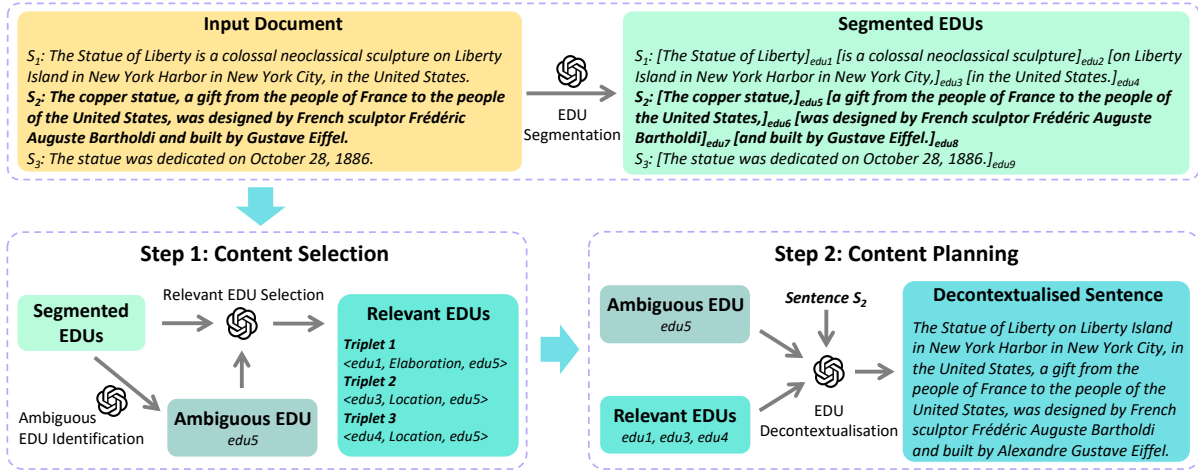 Input Document
S1: The Statue of Liberty is a colossal neoclassical sculpture on Liberty
Island in New York Harbor in New York City, in the United States.
S2: The copper statue, a gift from the people of France to the people
of the United States, was designed by French sculptor Frédéric
Auguste Bartholdi and built by Gustave Eiffel.
S3: The statue was dedicated on October 28, 1886.
EDU
Segmentation
Segmented EDUs
S1: [The Statue of Liberty]edu1 [is a colossal neoclassical sculpture]edu2 [on Liberty
Island in New York Harbor in New York City,]edu3 [in the United States.]edu4
S2: [The copper statue,]edu5 [a gift from the people of France to the people of
the United States,]edu6 [was designed by French sculptor Frédéric Auguste
Bartholdi]edu7 [and built by Gustave Eiffel.]edu8
S3: [The statue was dedicated on October 28, 1886.]edu9
Step 1: Content Selection
Segmented
EDUs
Relevant EDU Selection
Ambiguous
EDU Identification
Ambiguous EDU
edu5
Relevant EDUs
Triplet 1
<edu1, Elaboration, edu5>
Triplet 2
<edu3, Location, edu5>
Triplet 3
<edu4, Location, edu5>
Step 2: Content Planning
Ambiguous EDU
edu5
Relevant EDUs
edu1, edu3, edu4
Sentence S2
EDU
Decontextualisation
Decontextualised Sentence
The Statue of Liberty on Liberty Island
in New York Harbor in New York City, in
the United States, a gift from the
people of France to the people of the
United States, was designed by French
sculptor Frédéric Auguste Bartholdi
and built by Alexandre Gustave Eiffel.